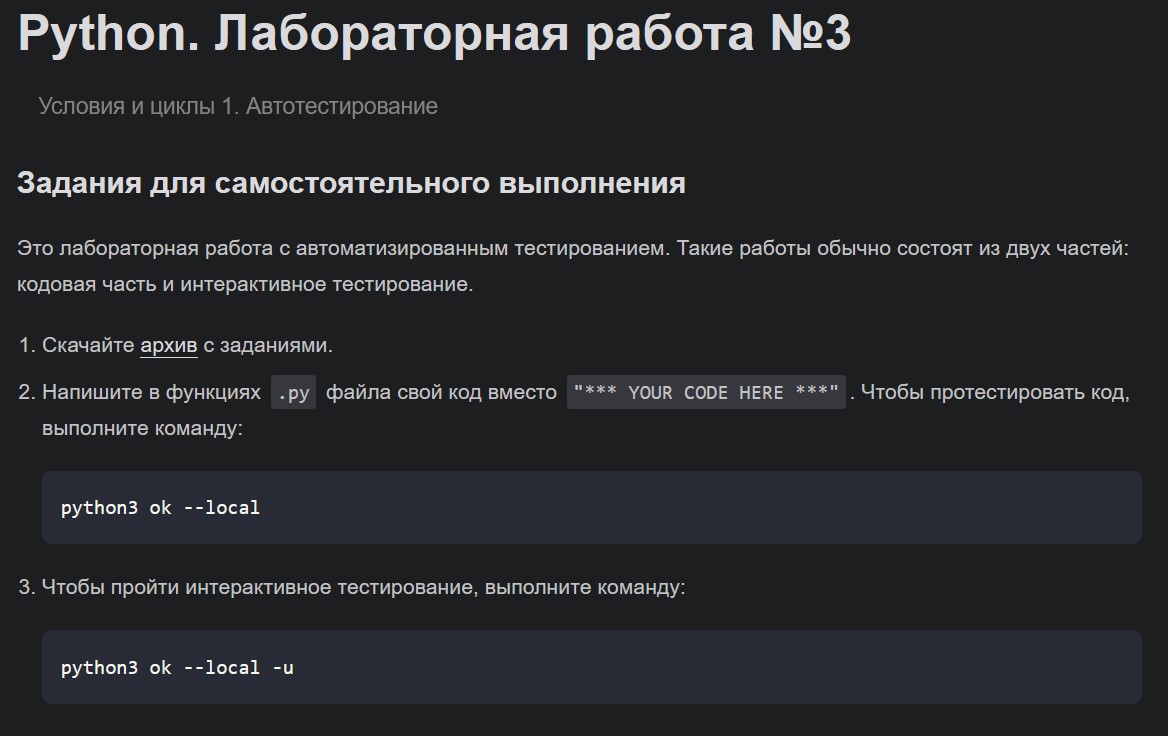 Python. Лабораторная работа №3
Условия и циклы 1. Автотестирование
Задания для самостоятельного выполнения
Это лабораторная работа с автоматизированным тестированием. Такие работы обычно состоят из двух частей:
кодовая часть и интерактивное тестирование.
1. Скачайте архив с заданиями.
2. Напишите в функциях .py файла свой код вместо "*** YOUR CODE HERE ***". Чтобы протестировать код,
выполните команду:
python3 ok --local
3. Чтобы пройти интерактивное тестирование, выполните команду:
python3 ok --local -u